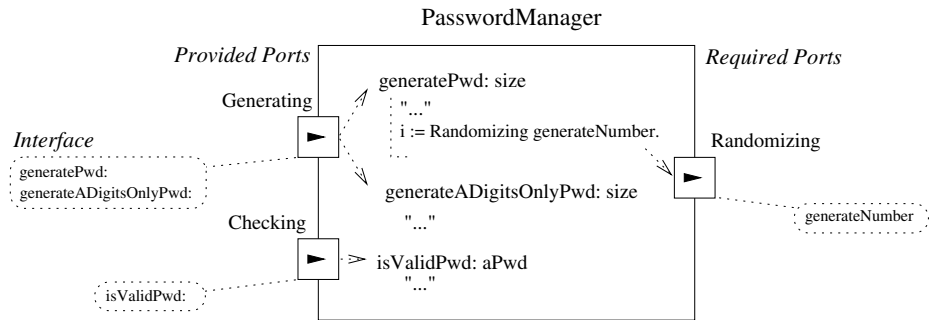 PasswordManager
Provided Ports
Required Ports
generatePwd: size
Generating
"..."
i := Randomizing generateNumber.
Interface
Randomizing
generatePwd:
generateADigitsOnlyPwd:
generateADigitsOnlyPwd: size
generateNumber
"..."
Checking
isValidPwd: aPwd
"..."
isValidPwd: